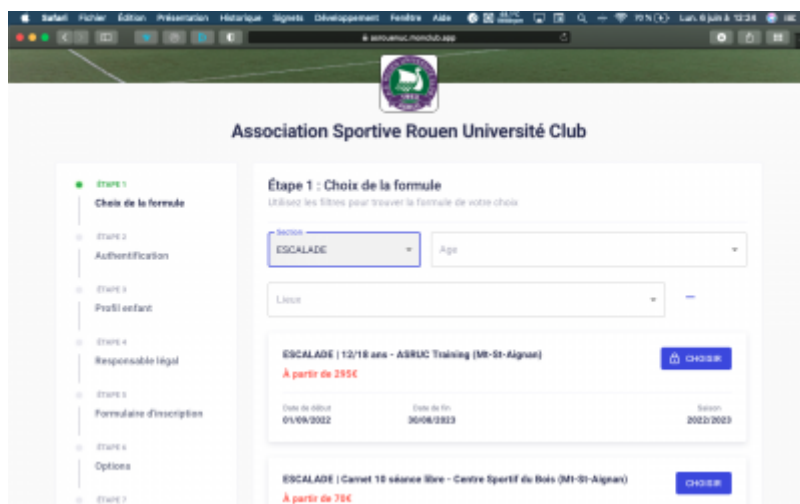 Safari Fichier Édition Présentation Historique Signets Développement Fenêtre Aide 70 % Lun. 6 juin à 12:24
asrouenuc.monclub.app
Association Sportive Rouen Université Club
ÉTAPE 1
Choix de la formule
ÉTAPE 2
Authentification
ÉTAPE 3
Profil enfant
ÉTAPE 4
Responsable légal
ÉTAPE 5
Formulaire d'inscription
ÉTAPE 6
Options
ÉTAPE 7
Étape 1 : Choix de la formule
Utilisez les filtres pour trouver la formule de votre choix
Section
ESCALADE
Age
Lieux
ESCALADE | 12/18 ans - ASRUC Training (Mt-St-Aignan)
À partir de 295€
CHOISIR
Date de début
01/09/2022
Date de fin
30/06/2023
Saison
2022/2023
ESCALADE | Carnet 10 séance libre - Centre Sportif du Bois (Mt-St-Aignan)
À partir de 70€
CHOISIR